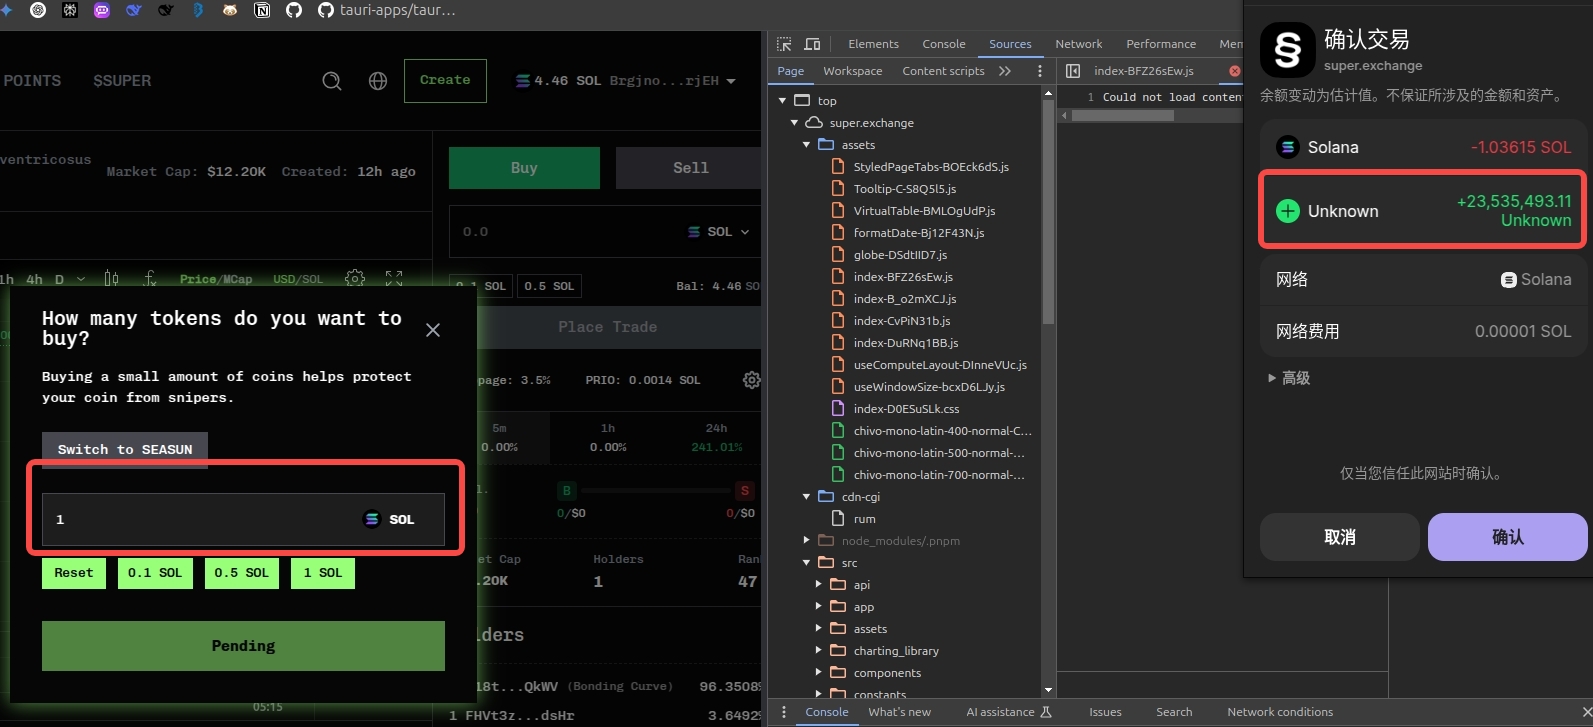 tauri-apps/taur...
POINTS
$SUPER
Create
4.46 SOL Brgjno...rjEH
ventricosus
Market Cap: $12.20K Created: 12h ago
Buy
Sell
0.0
SOL
1h 4h D
Price/MCap
USD/SOL
SOL
0.5 SOL
Bal: 4.46 SO
Place Trade
page: 3.5%
PRIO: 0.0014 SOL
5m
1h
24h
0.00%
0.00%
241.01%
B
S
0/$0
0/$0
et Cap
Holders
Ran
.20K
1
47
ders
18t...QkWV (Bonding Curve) 96.3508%
1 FHVt3z...dsHr 3.6492%
05:15
How many tokens do you want to
buy?
Buying a small amount of coins helps protect
your coin from snipers.
Switch to SEASUN
1
SOL
Reset
0.1 SOL
0.5 SOL
1 SOL
Pending
Elements
Console
Sources
Network
Performance
Mem
Page
Workspace
Content scripts
index-BFZ26sEw.js
1 Could not load conten
top
super.exchange
assets
StyledPageTabs-BOEck6dS.js
Tooltip-C-S8Q5l5.js
VirtualTable-BMLOgUdP.js
formatDate-Bj12F43N.js
globe-DSdtIID7.js
index-BFZ26sEw.js
index-B_o2mXCJ.js
index-CvPiN31b.js
index-DuRNq1BB.js
useComputeLayout-DInneVUc.js
useWindowSize-bcxD6LJy.js
index-D0ESuSLk.css
chivo-mono-latin-400-normal-C...
chivo-mono-latin-500-normal-...
chivo-mono-latin-700-normal-...
cdn-cgi
rum
node_modules/.pnpm
src
api
app
assets
charting_library
components
constants
Console
What's new
AI assistance
Issues
Search
Network conditions
确认交易
super.exchange
余额变动为估计值。不保证所涉及的金额和资产。
Solana
-1.03615 SOL
Unknown
+23,535,493.11
Unknown
网络
Solana
网络费用
0.00001 SOL
高级
仅当您信任此网站时确认。
取消
确认